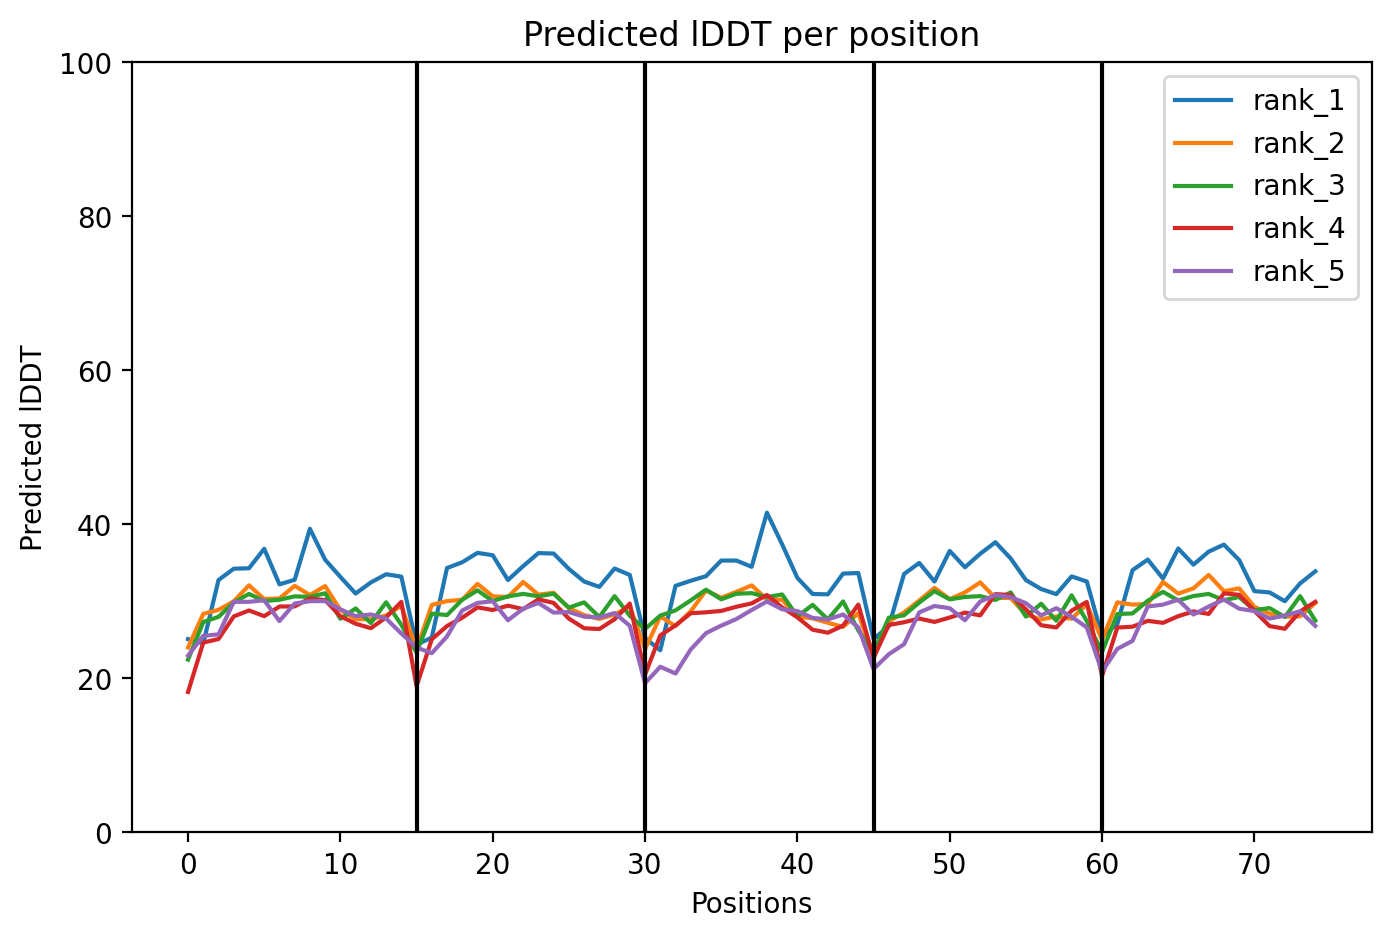 Predicted lDDT per position
100
80
60
40
20
0
Predicted lDDT
rank_1
rank_2
rank_3
rank_4
rank_5
0 10 20 30 40 50 60 70
Positions